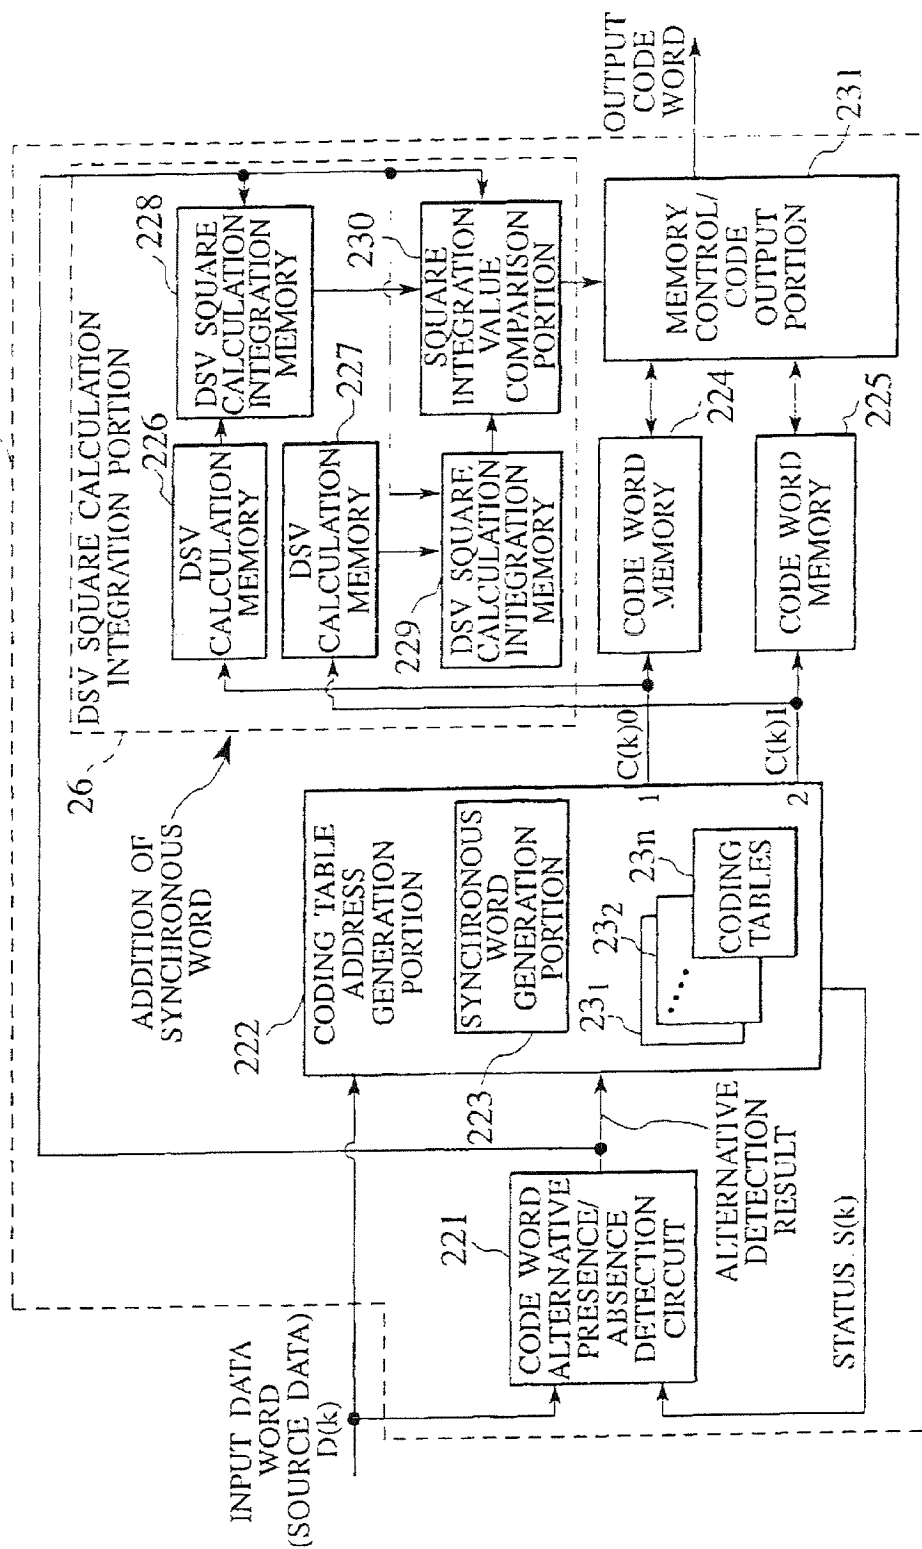 INPUT DATA
WORD
(SOURCE DATA)
D(k)
221
CODE WORD
ALTERNATIVE
PRESENCE/
ABSENCE
DETECTION
CIRCUIT
ALTERNATIVE
DETECTION
RESULT
STATUS S(k)
ADDITION OF
SYNCHRONOUS
WORD
222
CODING TABLE
ADDRESS
GENERATION
PORTION
223
SYNCHRONOUS
WORD
GENERATION
PORTION
231
232
23n
CODING
TABLES
1
C(k)0
2
C(k)1
26
DSV SQUARE CALCULATION
INTEGRATION PORTION
226
DSV
CALCULATION
MEMORY
227
DSV
CALCULATION
MEMORY
228
DSV SQUARE
CALCULATION
INTEGRATION
MEMORY
229
DSV SQUARE
CALCULATION
INTEGRATION
MEMORY
230
SQUARE
INTEGRATION
VALUE
COMPARISON
PORTION
224
CODE WORD
MEMORY
225
CODE WORD
MEMORY
231
MEMORY
CONTROL/
CODE
OUTPUT
PORTION
OUTPUT
CODE
WORD